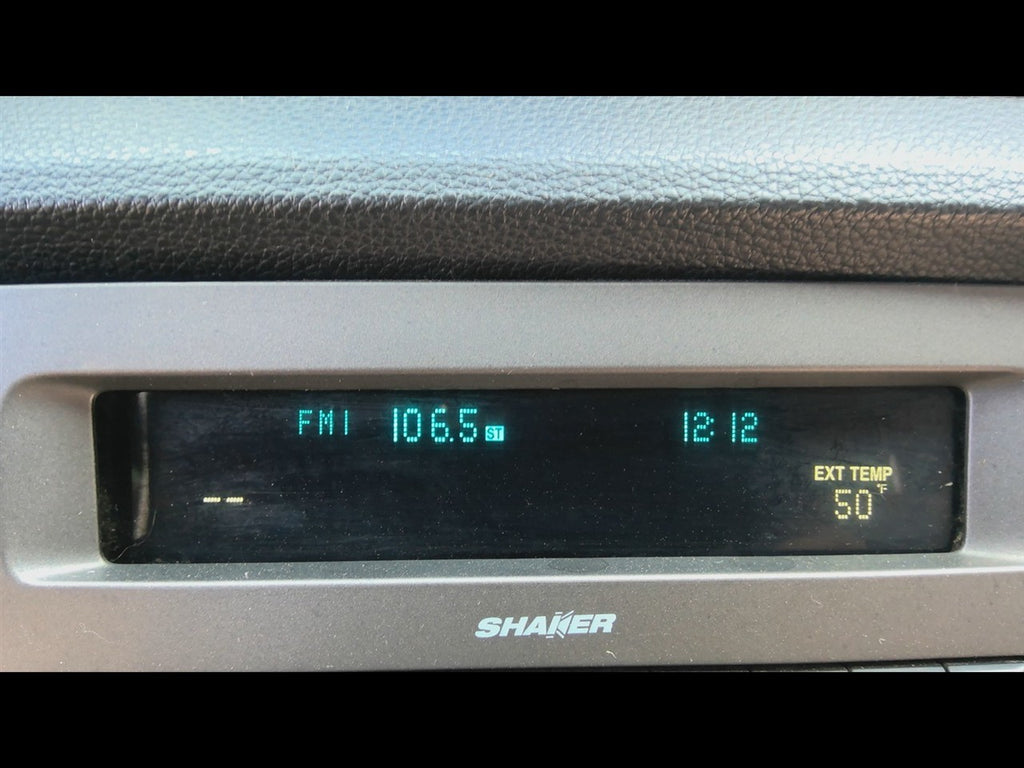 FM1 106.5 ST 12:12
EXT TEMP
-- 50°F
SHAKER